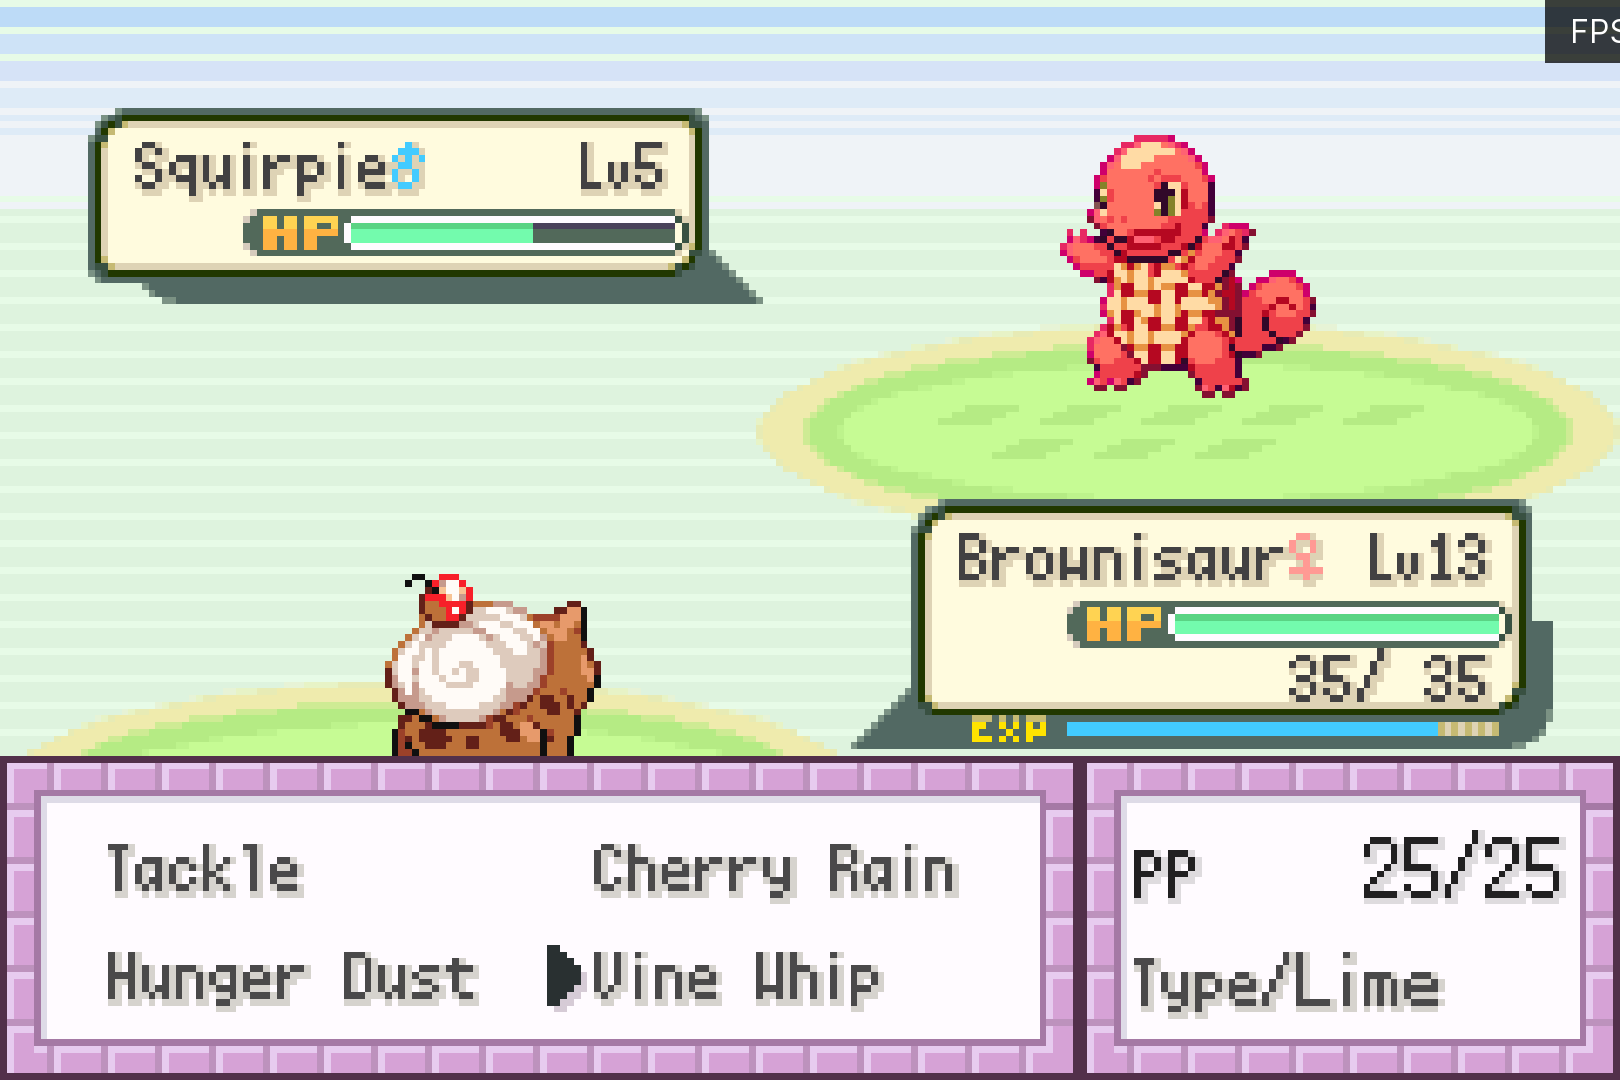 FPS
Squirpie♂ Lv5
HP
Brownisaur♀ Lv13
HP
35/ 35
EXP
Tackle Cherry Rain
Hunger Dust Vine Whip
PP 25/25
Type/Lime